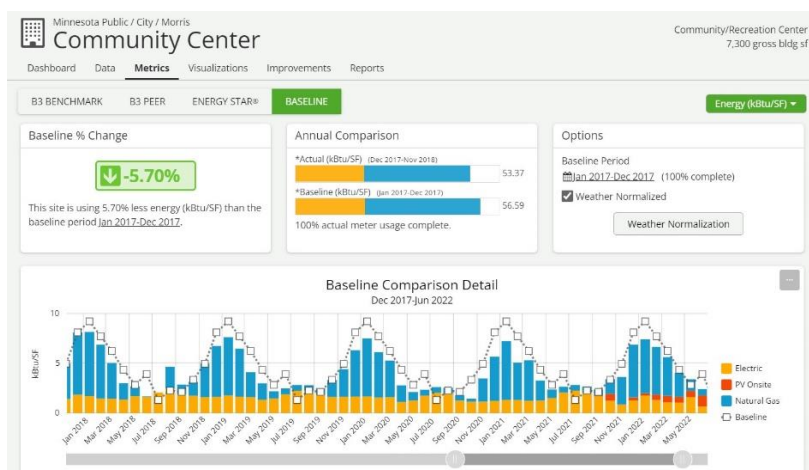 Minnesota Public / City / Morris
Community Center
Community/Recreation Center
7,300 gross bldg sf
Dashboard Data Metrics Visualizations Improvements Reports
B3 BENCHMARK B3 PEER ENERGY STAR® BASELINE
Energy (kBtu/SF)
Baseline % Change
-5.70%
This site is using 5.70% less energy (kBtu/SF) than the
baseline period Jan 2017-Dec 2017.
Annual Comparison
*Actual (kBtu/SF) (Dec 2017-Nov 2018)
53.37
*Baseline (kBtu/SF) (Jan 2017-Dec 2017)
56.59
100% actual meter usage complete.
Options
Baseline Period
Jan 2017-Dec 2017 (100% complete)
Weather Normalized
Weather Normalization
Baseline Comparison Detail
Dec 2017-Jun 2022
kBtu/SF
10
5
0
Jan 2018 Mar 2018 May 2018 Jul 2018 Sep 2018 Nov 2018 Jan 2019 Mar 2019 May 2019 Jul 2019 Sep 2019 Nov 2019 Jan 2020 Mar 2020 May 2020 Jul 2020 Sep 2020 Nov 2020 Jan 2021 Mar 2021 May 2021 Jul 2021 Sep 2021 Nov 2021 Jan 2022 Mar 2022 May 2022
Electric
PV Onsite
Natural Gas
Baseline